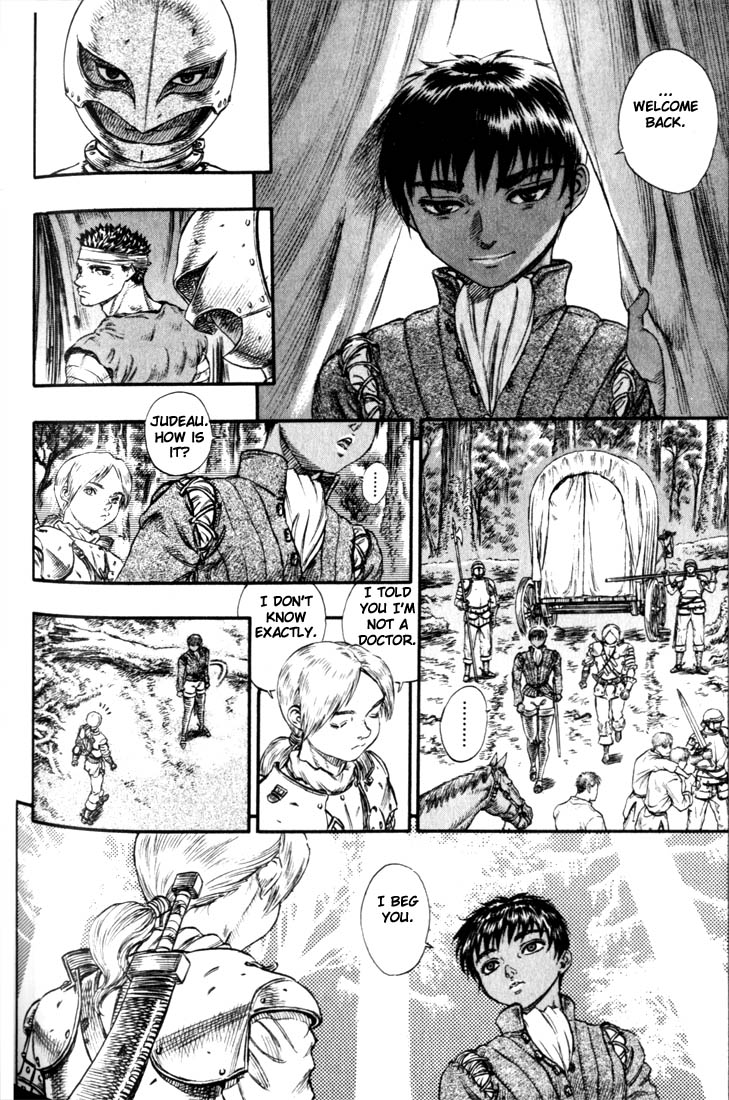 ...
WELCOME
BACK.
JUDEAU.
HOW IS
IT?
......
......
I TOLD
YOU I'M
NOT A
DOCTOR.
I DON'T
KNOW
EXACTLY.
I BEG
YOU.